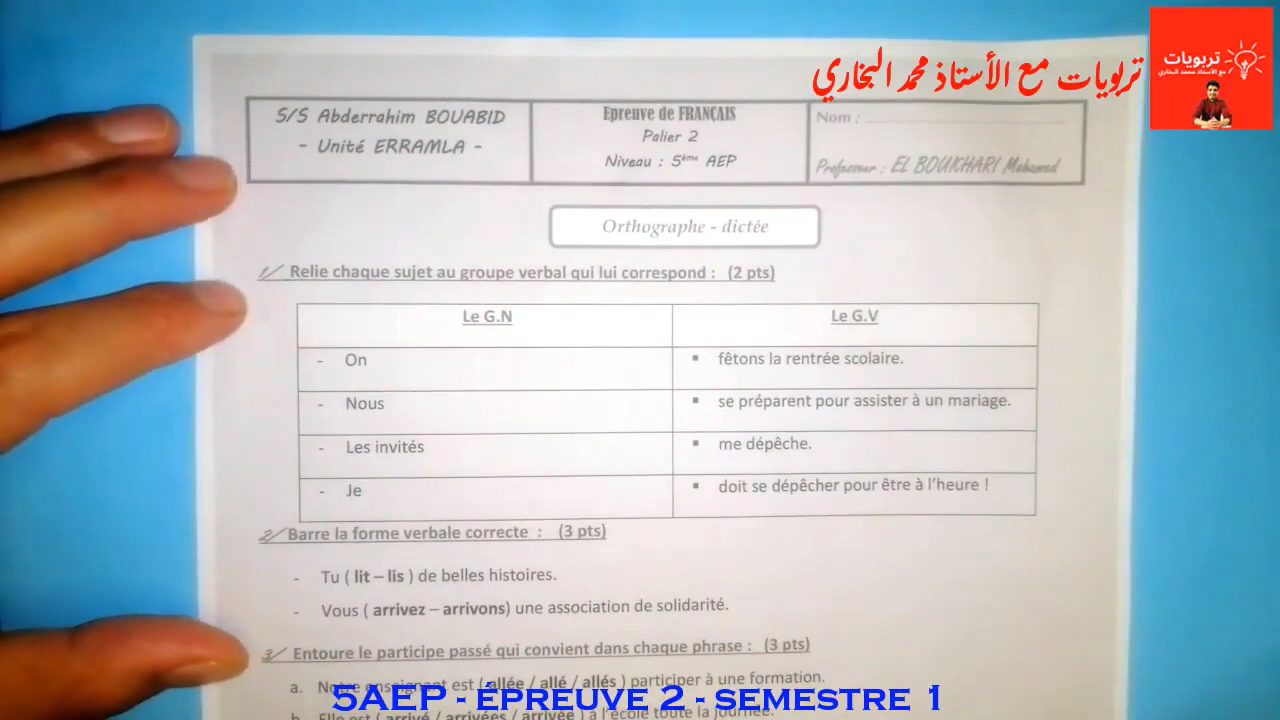 تربويات مع الأستاذ محمد البخاري
تربويات
مع الأستاذ محمد البخاري
S/S Abderrahim BOUABID
- Unité ERRAMLA -
Epreuve de FRANÇAIS
Palier 2
Niveau : 5ème AEP
Nom :
Professeur : EL BOUKHARI Mohamed
Orthographe - dictée
1/ Relie chaque sujet au groupe verbal qui lui correspond : (2 pts)
Le G.N Le G.V
- On ▪ fêtons la rentrée scolaire.
- Nous ▪ se préparent pour assister à un mariage.
- Les invités ▪ me dépêche.
- Je ▪ doit se dépêcher pour être à l'heure !
2/ Barre la forme verbale correcte : (3 pts)
- Tu ( lit – lis ) de belles histoires.
- Vous ( arrivez – arrivons) une association de solidarité.
3/ Entoure le participe passé qui convient dans chaque phrase : (3 pts)
a. Notre enseignant est ( allée / allé / allés ) participer à une formation.
b. Elle est ( arrivé / arrivées / arrivée ) à l'école toute la journée.
5AEP - ÉPREUVE 2 - SEMESTRE 1